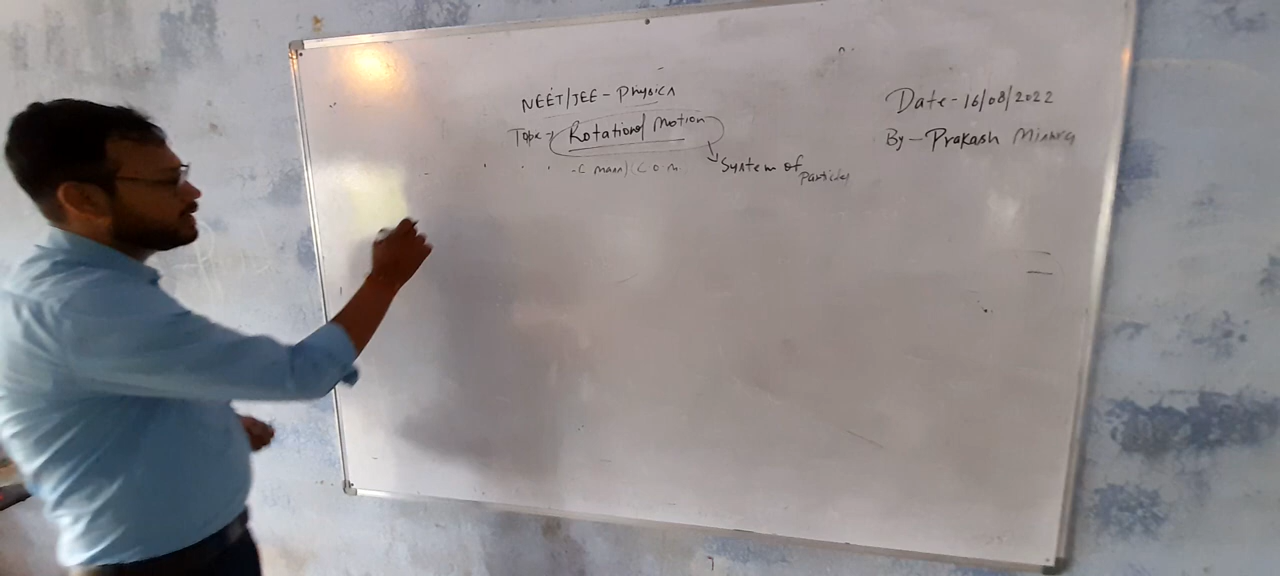 NEET/JEE - Physics
Topic - Rotational Motion
System of Particles
mass) (C O m
Date - 16/08/2022
By - Prakash Mishra